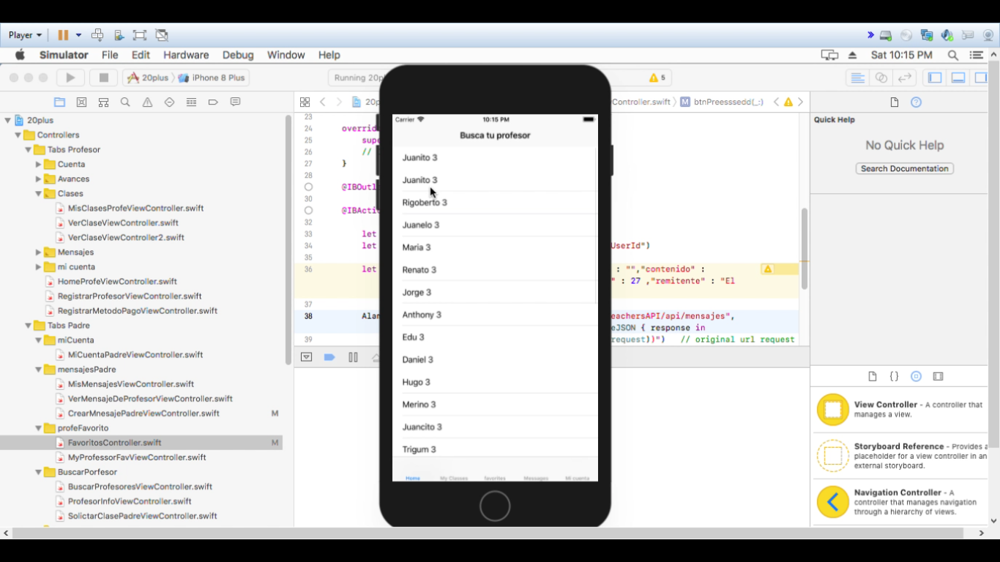 Player
Simulator File Edit Hardware Debug Window Help Sat 10:15 PM
20plus iPhone 8 Plus Running 5
Controller.swift btnPreesssedd(_:)
20plus
Controllers
Tabs Profesor
Cuenta
Avances
Clases
MisClasesProfeViewController.swift
VerClaseViewController.swift
VerClaseViewController2.swift
Mensajes
mi cuenta
HomeProfeViewController.swift
RegistrarProfesorViewController.swift
RegistrarMetodoPagoViewController.swift
Tabs Padre
miCuenta
MiCuentaPadreViewController.swift
mensajesPadre
MisMensajesViewController.swift
VerMensajeDeProfesorViewController.swift
CrearMnesajePadreViewController.swift M
profeFavorito
FavoritosController.swift M
MyProfessorFavViewController.swift
BuscarPorfesor
BuscarProfesoresViewController.swift
ProfesorInfoViewController.swift
SolictarClasePadreViewController.swift
23
24
25
26 //
27 }
28
@IBOutl
30
@IBActi
32
33 let
34 let UserId")
35
36 let : "","contenido" :
" : 27 ,"remitente" : "El
37
38 Alam eachersAPI/api/mensajes",
eJSON { response in
39 request))") // original url request
Carrier 10:15 PM
Busca tu profesor
Juanito 3
Juanito 3
Rigoberto 3
Juanelo 3
Maria 3
Renato 3
Jorge 3
Anthony 3
Edu 3
Daniel 3
Hugo 3
Merino 3
Juancito 3
Trigum 3
Home My Classes favorites Messages Mi cuenta
Quick Help
No Quick Help
Search Documentation
View Controller - A controller that
manages a view.
Storyboard Reference - Provides a
placeholder for a view controller in an
external storyboard.
Navigation Controller - A
controller that manages navigation
through a hierarchy of views.